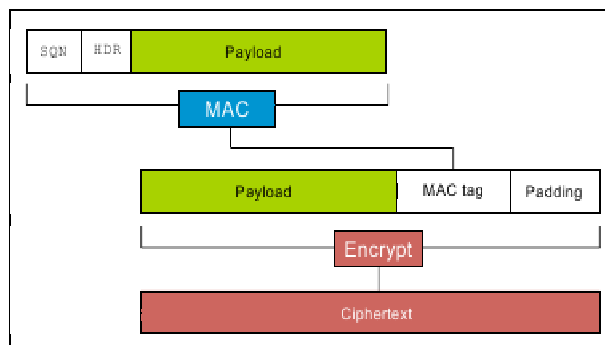 SQN HDR Payload
MAC
Payload MAC tag Padding
Encrypt
Ciphertext